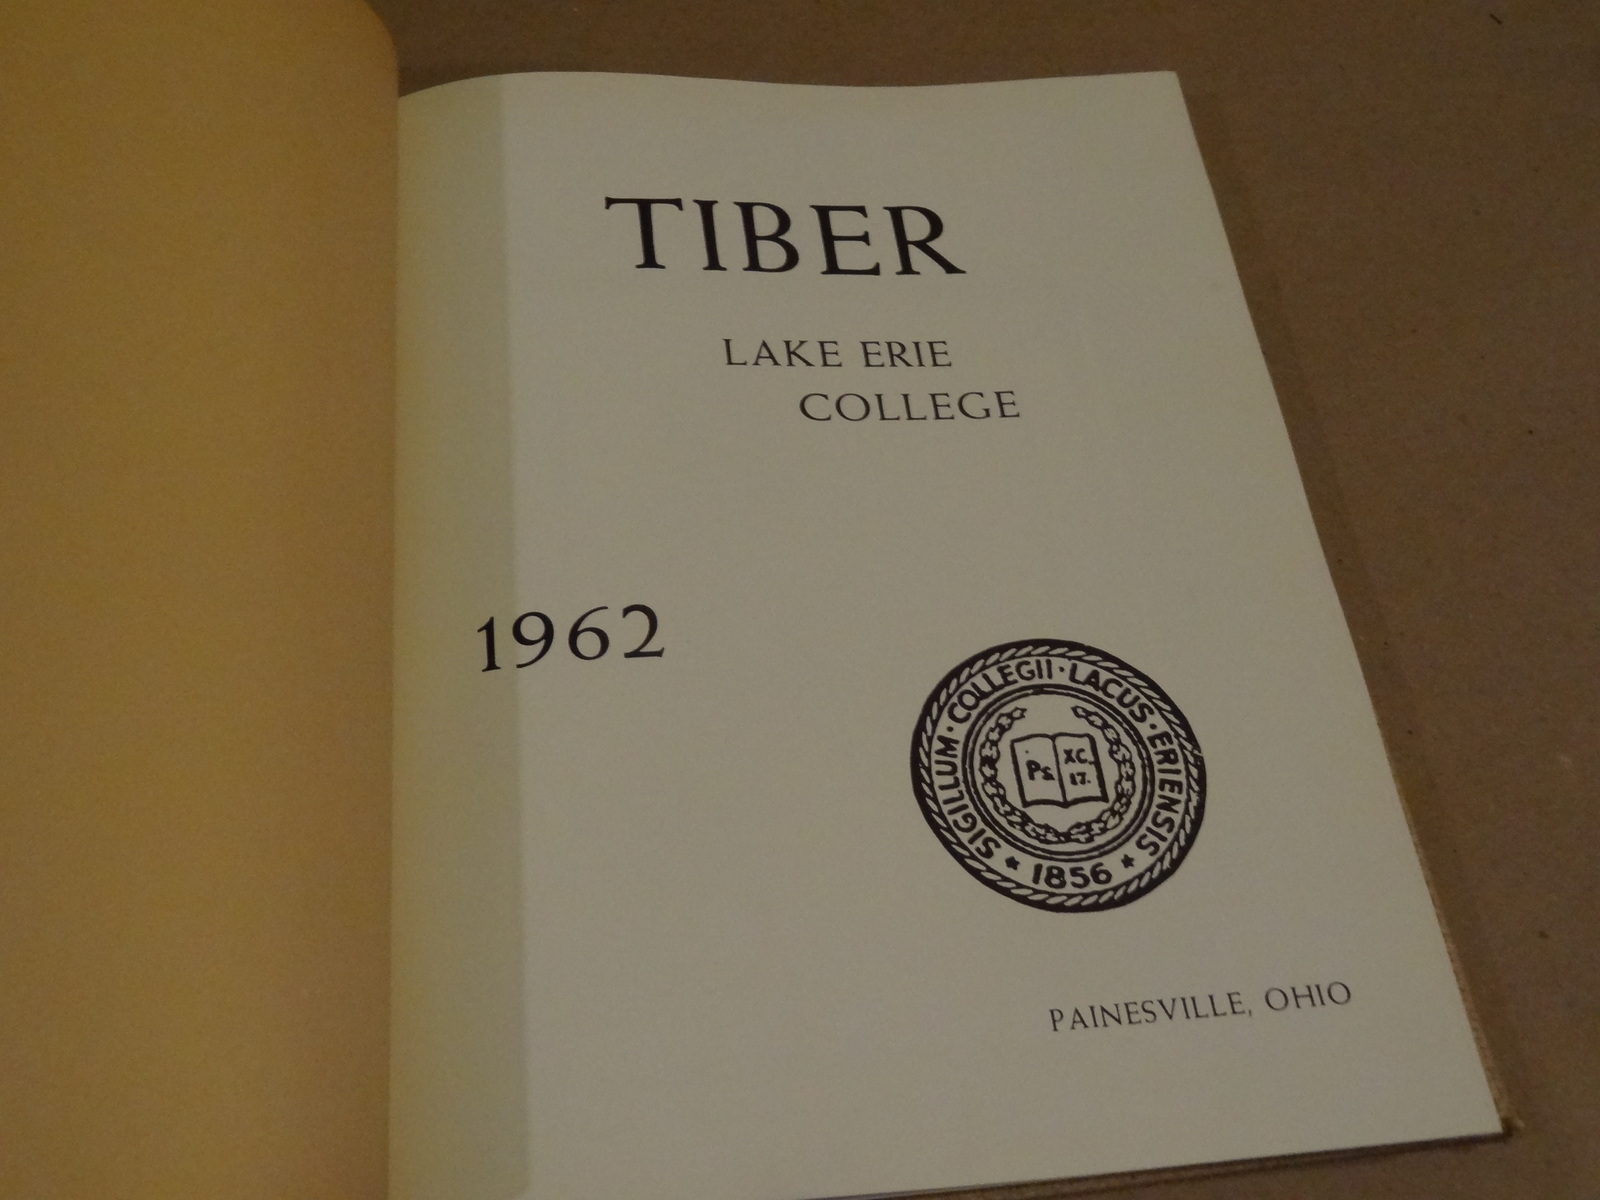 TIBER
LAKE ERIE
COLLEGE
1962
SIGILLUM · COLLEGII · LACUS · ERIENSIS
Ps. XC.
17.
★ 1856 ★
PAINESVILLE, OHIO